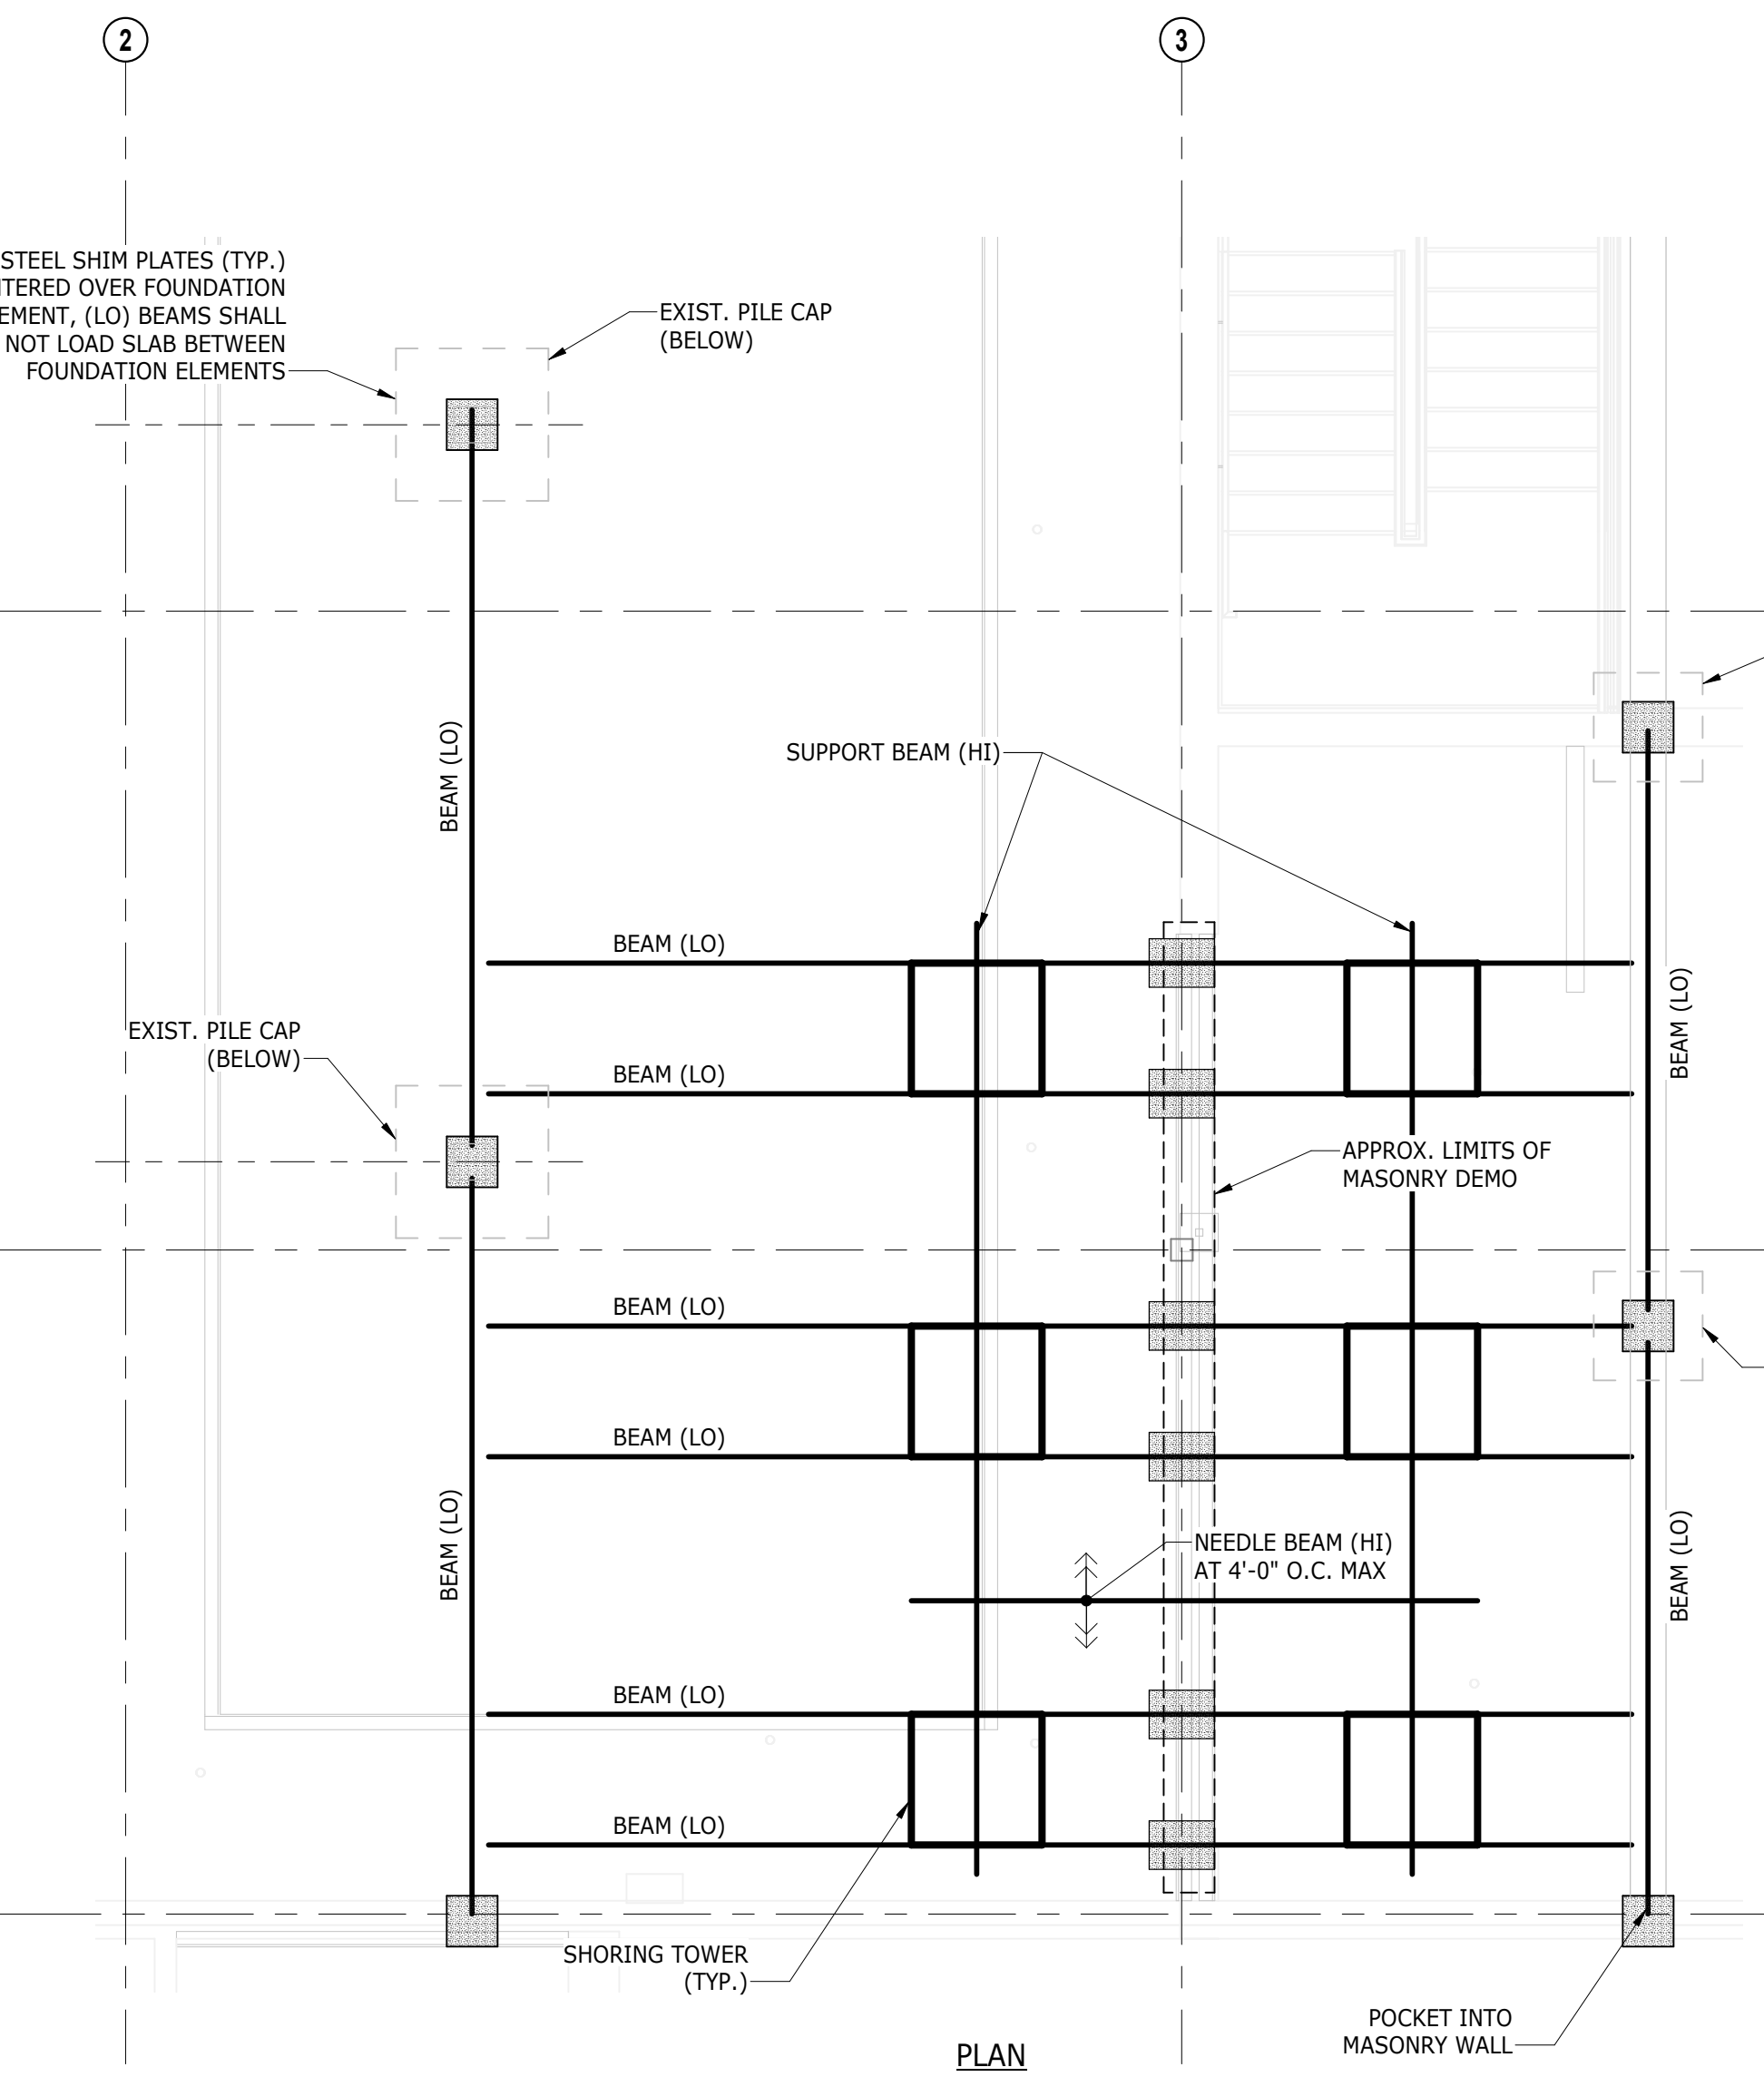 2
3
STEEL SHIM PLATES (TYP.)
OVER FOUNDATION
(LO) BEAMS SHALL
NOT LOAD SLAB BETWEEN
FOUNDATION ELEMENTS
EXIST. PILE CAP
(BELOW)
SUPPORT BEAM (HI)
BEAM (LO)
BEAM (LO)
BEAM (LO)
EXIST. PILE CAP
(BELOW)
BEAM (LO)
APPROX. LIMITS OF
MASONRY DEMO
BEAM (LO)
BEAM (LO)
BEAM (LO)
NEEDLE BEAM (HI)
AT 4'-0" O.C. MAX
BEAM (LO)
BEAM (LO)
BEAM (LO)
SHORING TOWER
(TYP.)
POCKET INTO
MASONRY WALL
PLAN